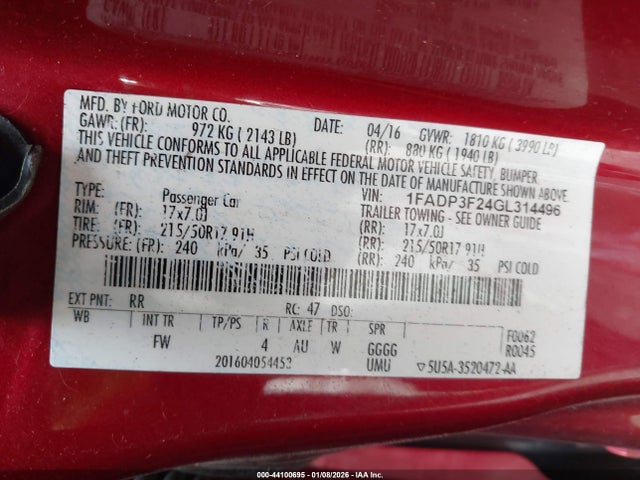 MFD. BY FORD MOTOR CO. DATE: 04/16 GVWR: 1810 KG ( 3990 LB)
GAWR: (FR): 972 KG ( 2143 LB) (RR): 880 KG ( 1940 LB)
THIS VEHICLE CONFORMS TO ALL APPLICABLE FEDERAL MOTOR VEHICLE SAFETY, BUMPER,
AND THEFT PREVENTION STANDARDS IN EFFECT ON THE DATE OF MANUFACTURE SHOWN ABOVE.
VIN: 1FADP3F24GL314496
TYPE: Passenger Car TRAILER TOWING - SEE OWNER GUIDE
RIM: (FR): 17x7.0J (RR): 17x7.0J
TIRE: (FR): 215/50R17 91H (RR): 215/50R17 91H
PRESSURE: (FR): 240 kPa/ 35 PSI COLD (RR): 240 kPa/ 35 PSI COLD
EXT PNT: RR RC: 47 DSO:
WB INT TR TP/PS R AXLE TR SPR F0062
FW 4 AU W GGGG R0045
201604054453 UMU ▽5U5A-3520472-AA
000-44100695 - 01/08/2026 - IAA Inc.